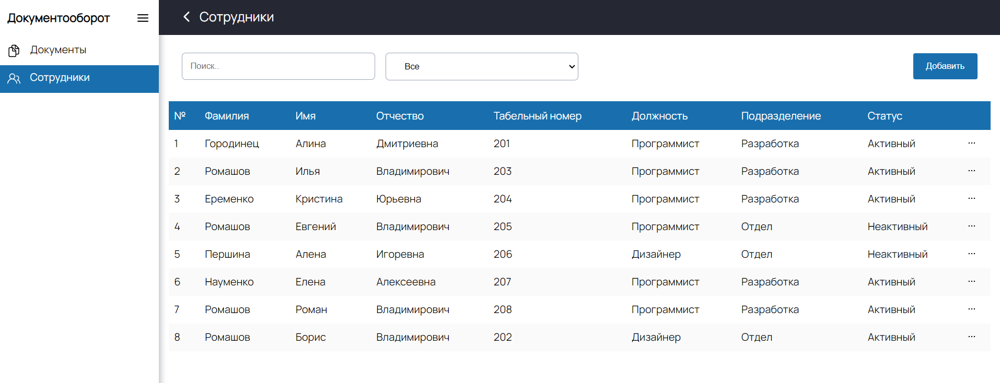 Документооборот
Сотрудники
Документы
Сотрудники
Поиск..
Все
Добавить
№ Фамилия Имя Отчество Табельный номер Должность Подразделение Статус
1 Городинец Алина Дмитриевна 201 Программист Разработка Активный ...
2 Ромашов Илья Владимирович 203 Программист Разработка Активный ...
3 Еременко Кристина Юрьевна 204 Программист Разработка Активный ...
4 Ромашов Евгений Владимирович 205 Программист Отдел Неактивный ...
5 Першина Алена Игоревна 206 Дизайнер Отдел Неактивный ...
6 Науменко Елена Алексеевна 207 Программист Разработка Активный ...
7 Ромашов Роман Владимирович 208 Программист Разработка Активный ...
8 Ромашов Борис Владимирович 202 Дизайнер Отдел Активный ...